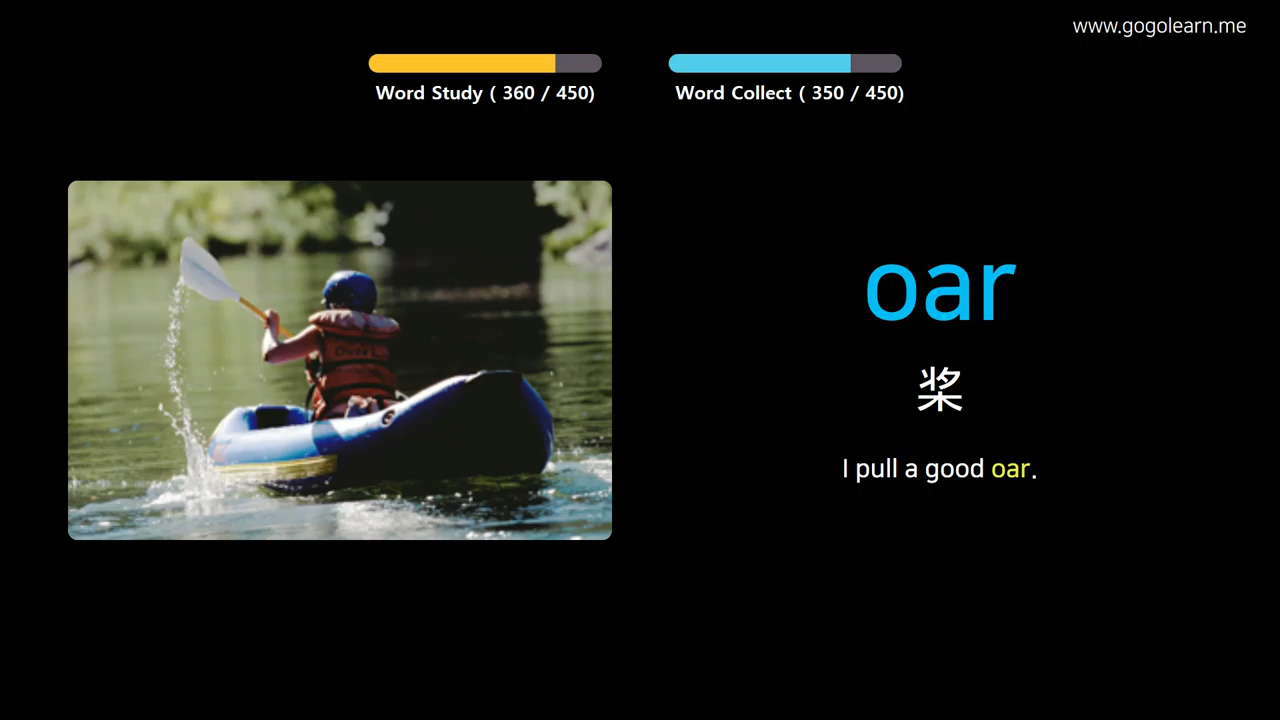 www.gogolearn.me
Word Study ( 360 / 450)
Word Collect ( 350 / 450)
oar
桨
I pull a good oar.